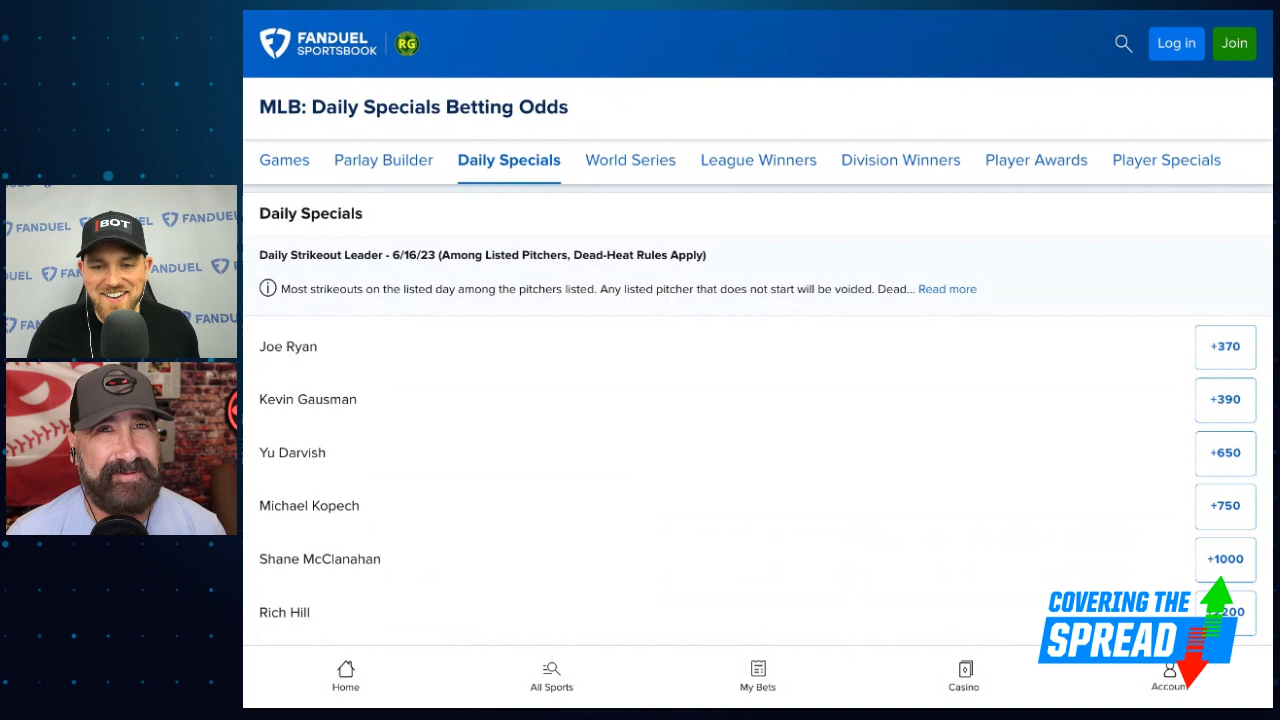 FANDUEL
SPORTSBOOK
RG
Log in
Join
MLB: Daily Specials Betting Odds
Games
Parlay Builder
Daily Specials
World Series
League Winners
Division Winners
Player Awards
Player Specials
Daily Specials
Daily Strikeout Leader - 6/16/23 (Among Listed Pitchers, Dead-Heat Rules Apply)
Most strikeouts on the listed day among the pitchers listed. Any listed pitcher that does not start will be voided. Dead... Read more
Joe Ryan
+370
Kevin Gausman
+390
Yu Darvish
+650
Michael Kopech
+750
Shane McClanahan
+1000
Rich Hill
Home
All Sports
My Bets
Casino
Account
COVERING THE
SPREAD
BOT
FANDUEL
FANDUEL